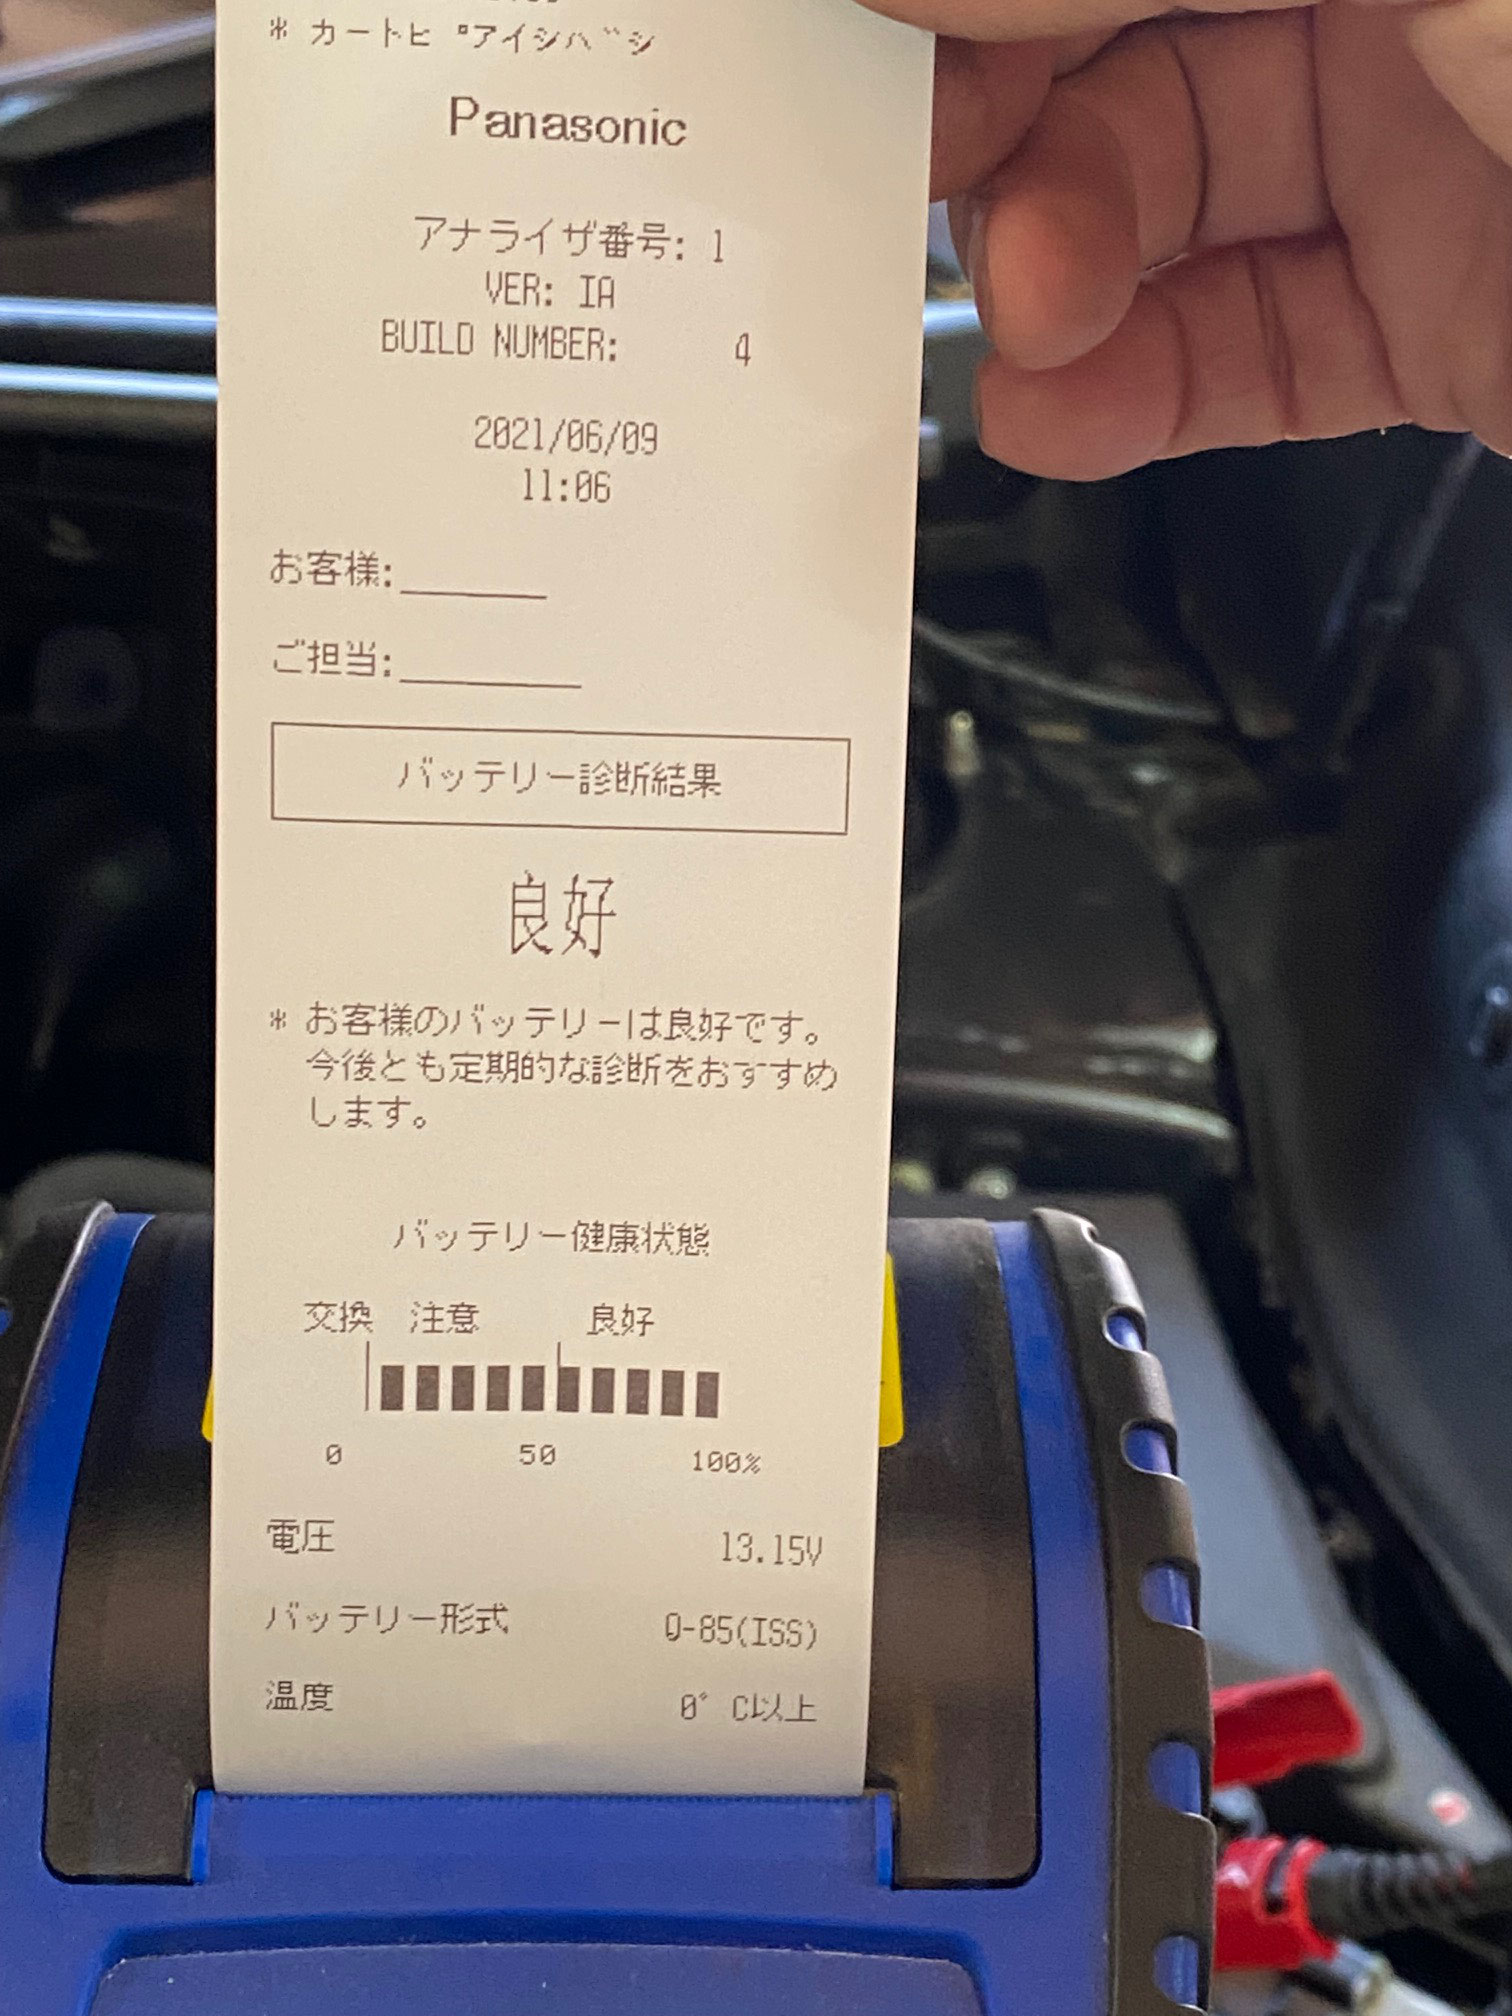 * カートピアイシバシ
Panasonic
アナライザ番号: 1
VER: IA
BUILD NUMBER: 4
2021/06/09
11:06
お客様:
ご担当:
バッテリー診断結果
良好
* お客様のバッテリーは良好です。
今後とも定期的な診断をおすすめ
します。
バッテリー健康状態
交換 注意 良好
0 50 100%
電圧 13.15V
バッテリー形式 Q-85(ISS)
温度 0° C以上